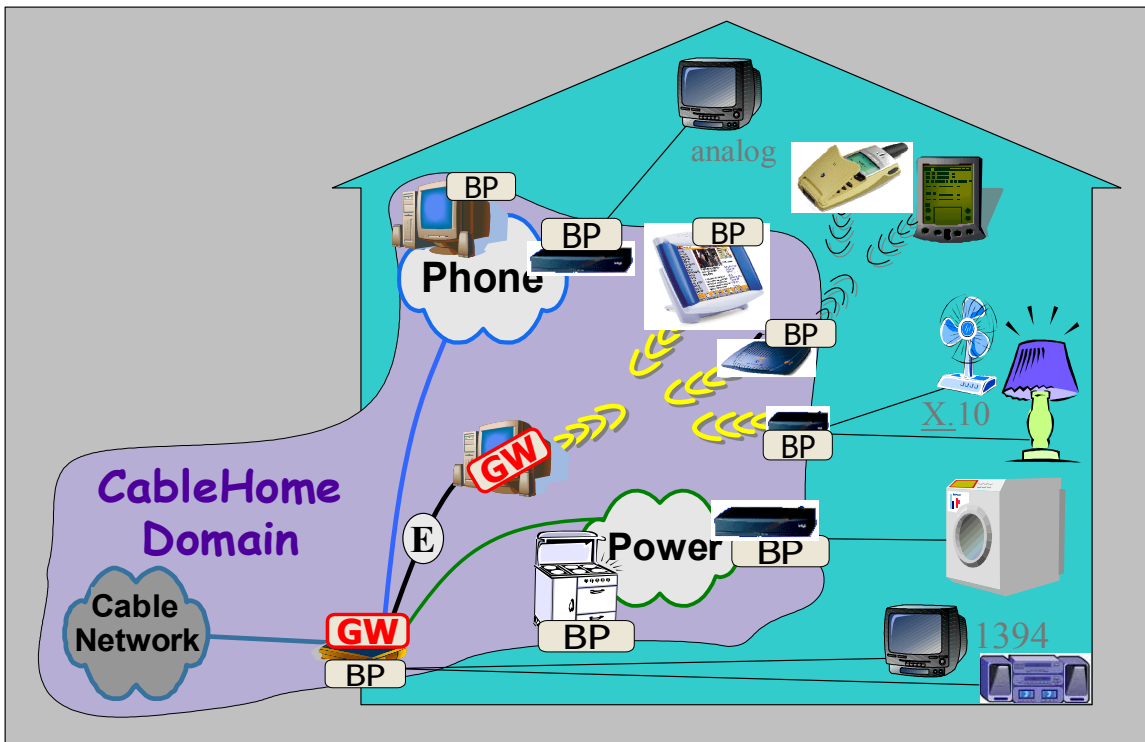 analog
BP
BP
BP
Phone
BP
X.10
BP
GW
CableHome
Domain
E
Power
BP
Cable
Network
GW
BP
BP
1394